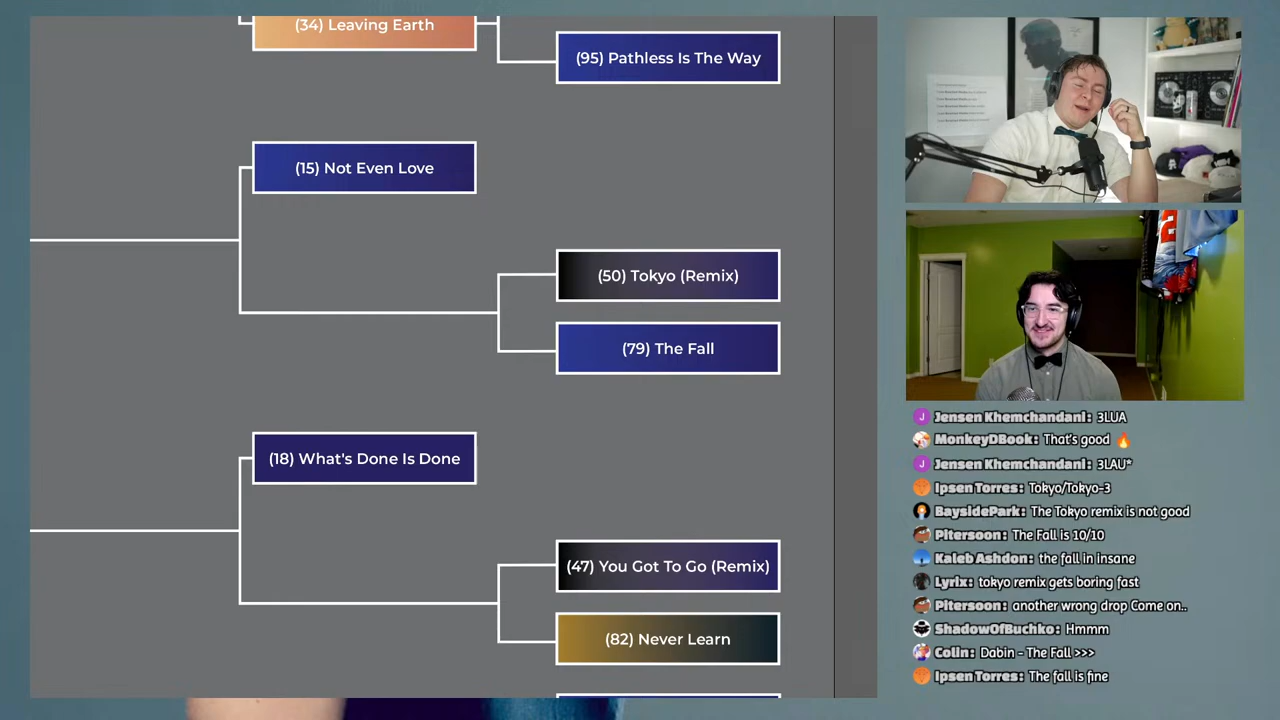 (34) Leaving Earth
(95) Pathless Is The Way
(15) Not Even Love
(50) Tokyo (Remix)
(79) The Fall
(18) What's Done Is Done
(47) You Got To Go (Remix)
(82) Never Learn
J Jensen Khemchandani: 3LUA
MonkeyDBook: That's good 🔥
J Jensen Khemchandani: 3LAU*
Ipsen Torres: Tokyo/Tokyo-3
BaysidePark: The Tokyo remix is not good
Pitersoon: The Fall is 10/10
Kaleb Ashdon: the fall in insane
Lyrix: tokyo remix gets boring fast
Pitersoon: another wrong drop Come on..
ShadowOfBuchko: Hmmm
Colin: Dabin - The Fall >>>
Ipsen Torres: The fall is fine